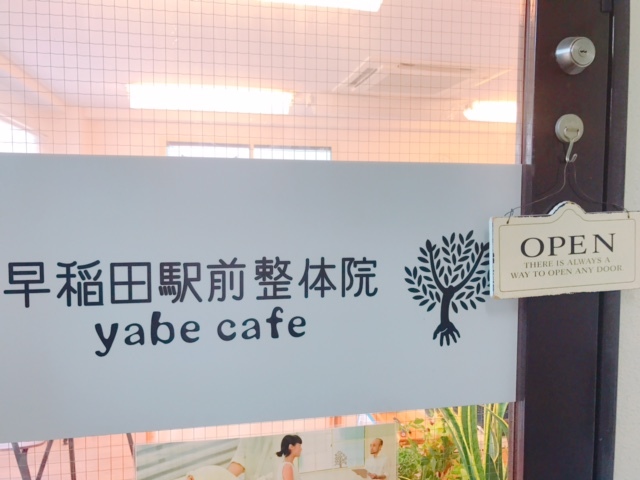 早稲田駅前整体院
yabe cafe
OPEN
THERE IS ALWAYS A
WAY TO OPEN ANY DOOR.